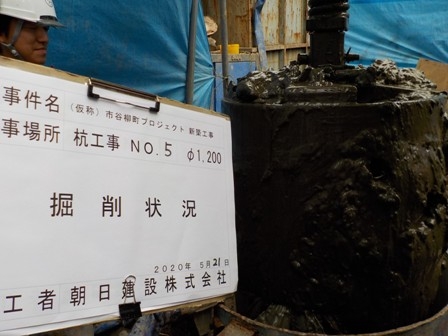 事件名 (仮称)市谷柳町プロジェクト 新築工事
事場所 杭工事 NO.5 φ1,200
掘削状況
2020年 5月21日
工者朝日建設株式会社